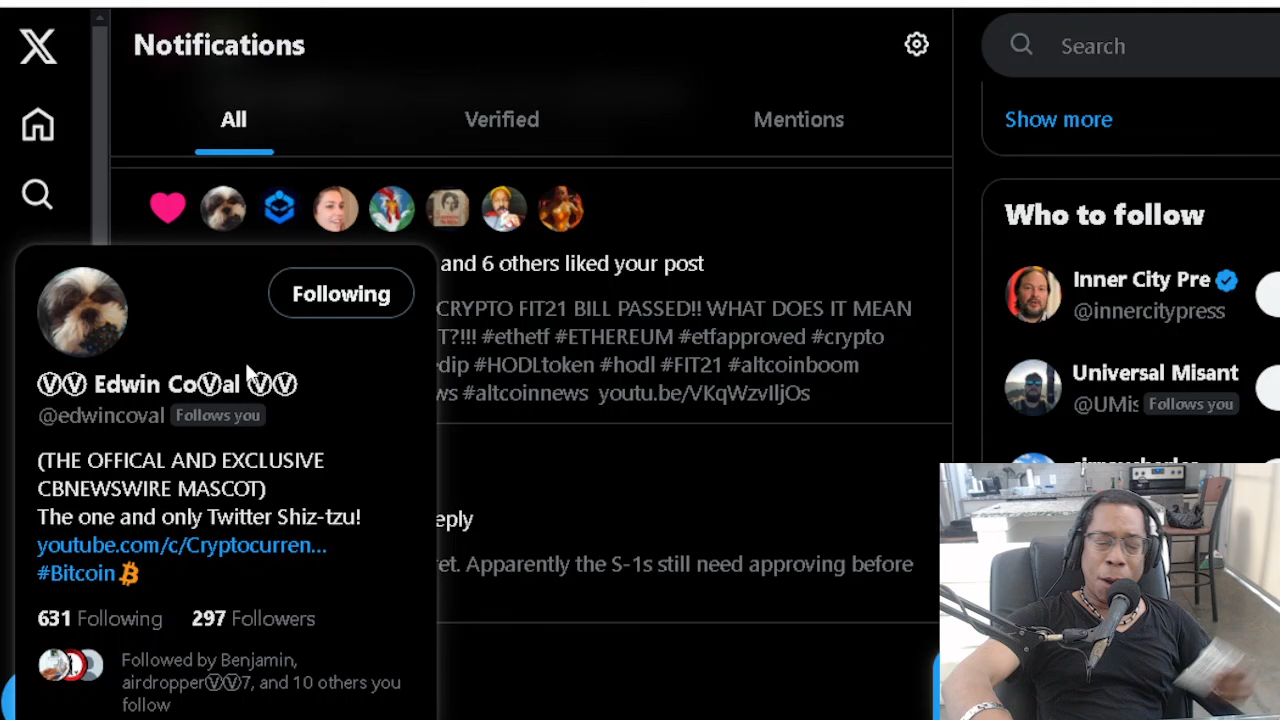 Notifications
Search
All
Verified
Mentions
Show more
and 6 others liked your post
CRYPTO FIT21 BILL PASSED!! WHAT DOES IT MEAN
T?!!! #ethetf #ETHEREUM #etfapproved #crypto
edip #HODLtoken #hodl #FIT21 #altcoinboom
ws #altcoinnews youtu.be/VKqWzvIljOs
eply
et. Apparently the S-1s still need approving before
Following
ⓋⓋ Edwin CoⓋal ⓋⓋ
@edwincoval Follows you
(THE OFFICAL AND EXCLUSIVE
CBNEWSWIRE MASCOT)
The one and only Twitter Shiz-tzu!
youtube.com/c/Cryptocurren...
#Bitcoin
631 Following 297 Followers
Followed by Benjamin,
airdropperⓋⓋ7, and 10 others you
follow
Who to follow
Inner City Pre
@innercitypress
Universal Misant
@UMis Follows you